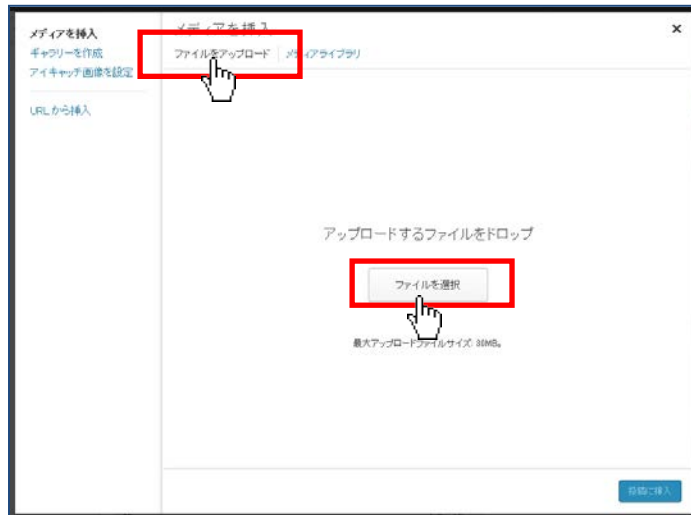 メディアを挿入
ギャラリーを作成
アイキャッチ画像を設定
URLから挿入
メディアを挿入
ファイルをアップロード
メディアライブラリ
×
アップロードするファイルをドロップ
ファイルを選択
最大アップロードファイルサイズ: 30MB。
投稿に挿入